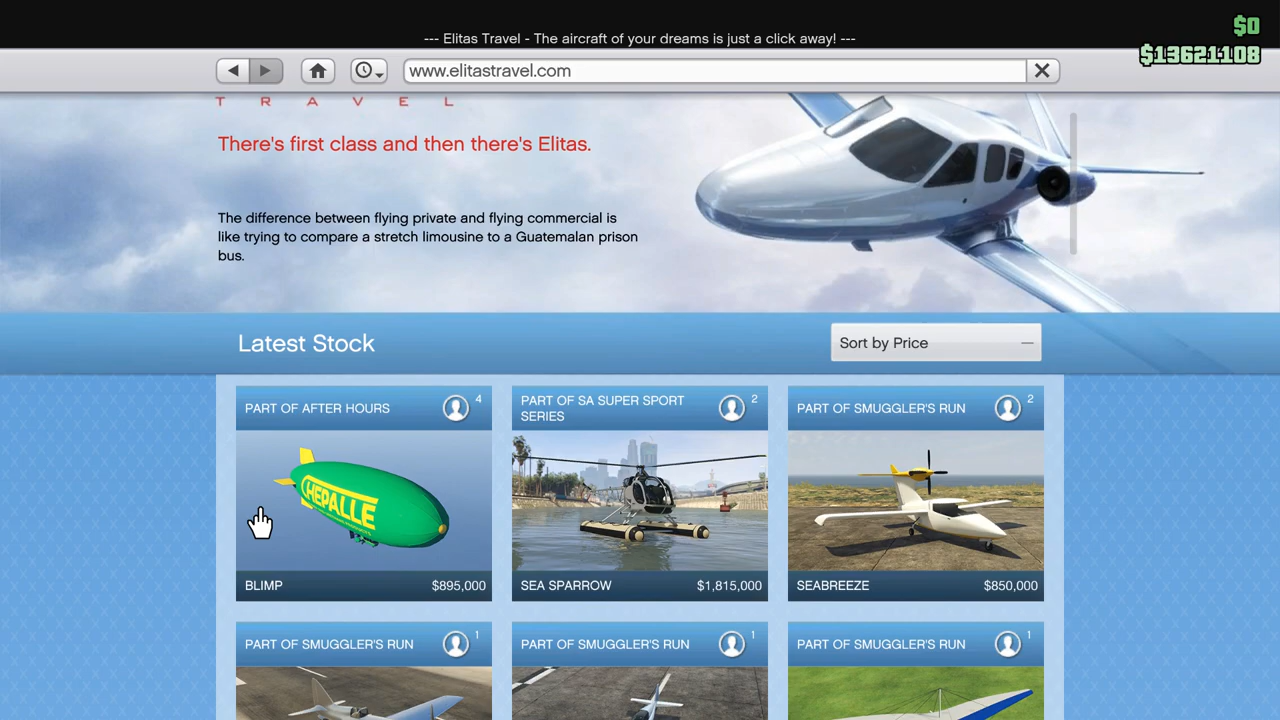 $0
--- Elitas Travel - The aircraft of your dreams is just a click away! ---
$13621108
www.elitastravel.com
T R A V E L
There's first class and then there's Elitas.
The difference between flying private and flying commercial is
like trying to compare a stretch limousine to a Guatemalan prison
bus.
Latest Stock
Sort by Price
PART OF AFTER HOURS 4
PART OF SA SUPER SPORT
SERIES 2
PART OF SMUGGLER'S RUN 2
CHEPALLE
BLIMP $895,000
SEA SPARROW $1,815,000
SEABREEZE $850,000
PART OF SMUGGLER'S RUN 1
PART OF SMUGGLER'S RUN 1
PART OF SMUGGLER'S RUN 1